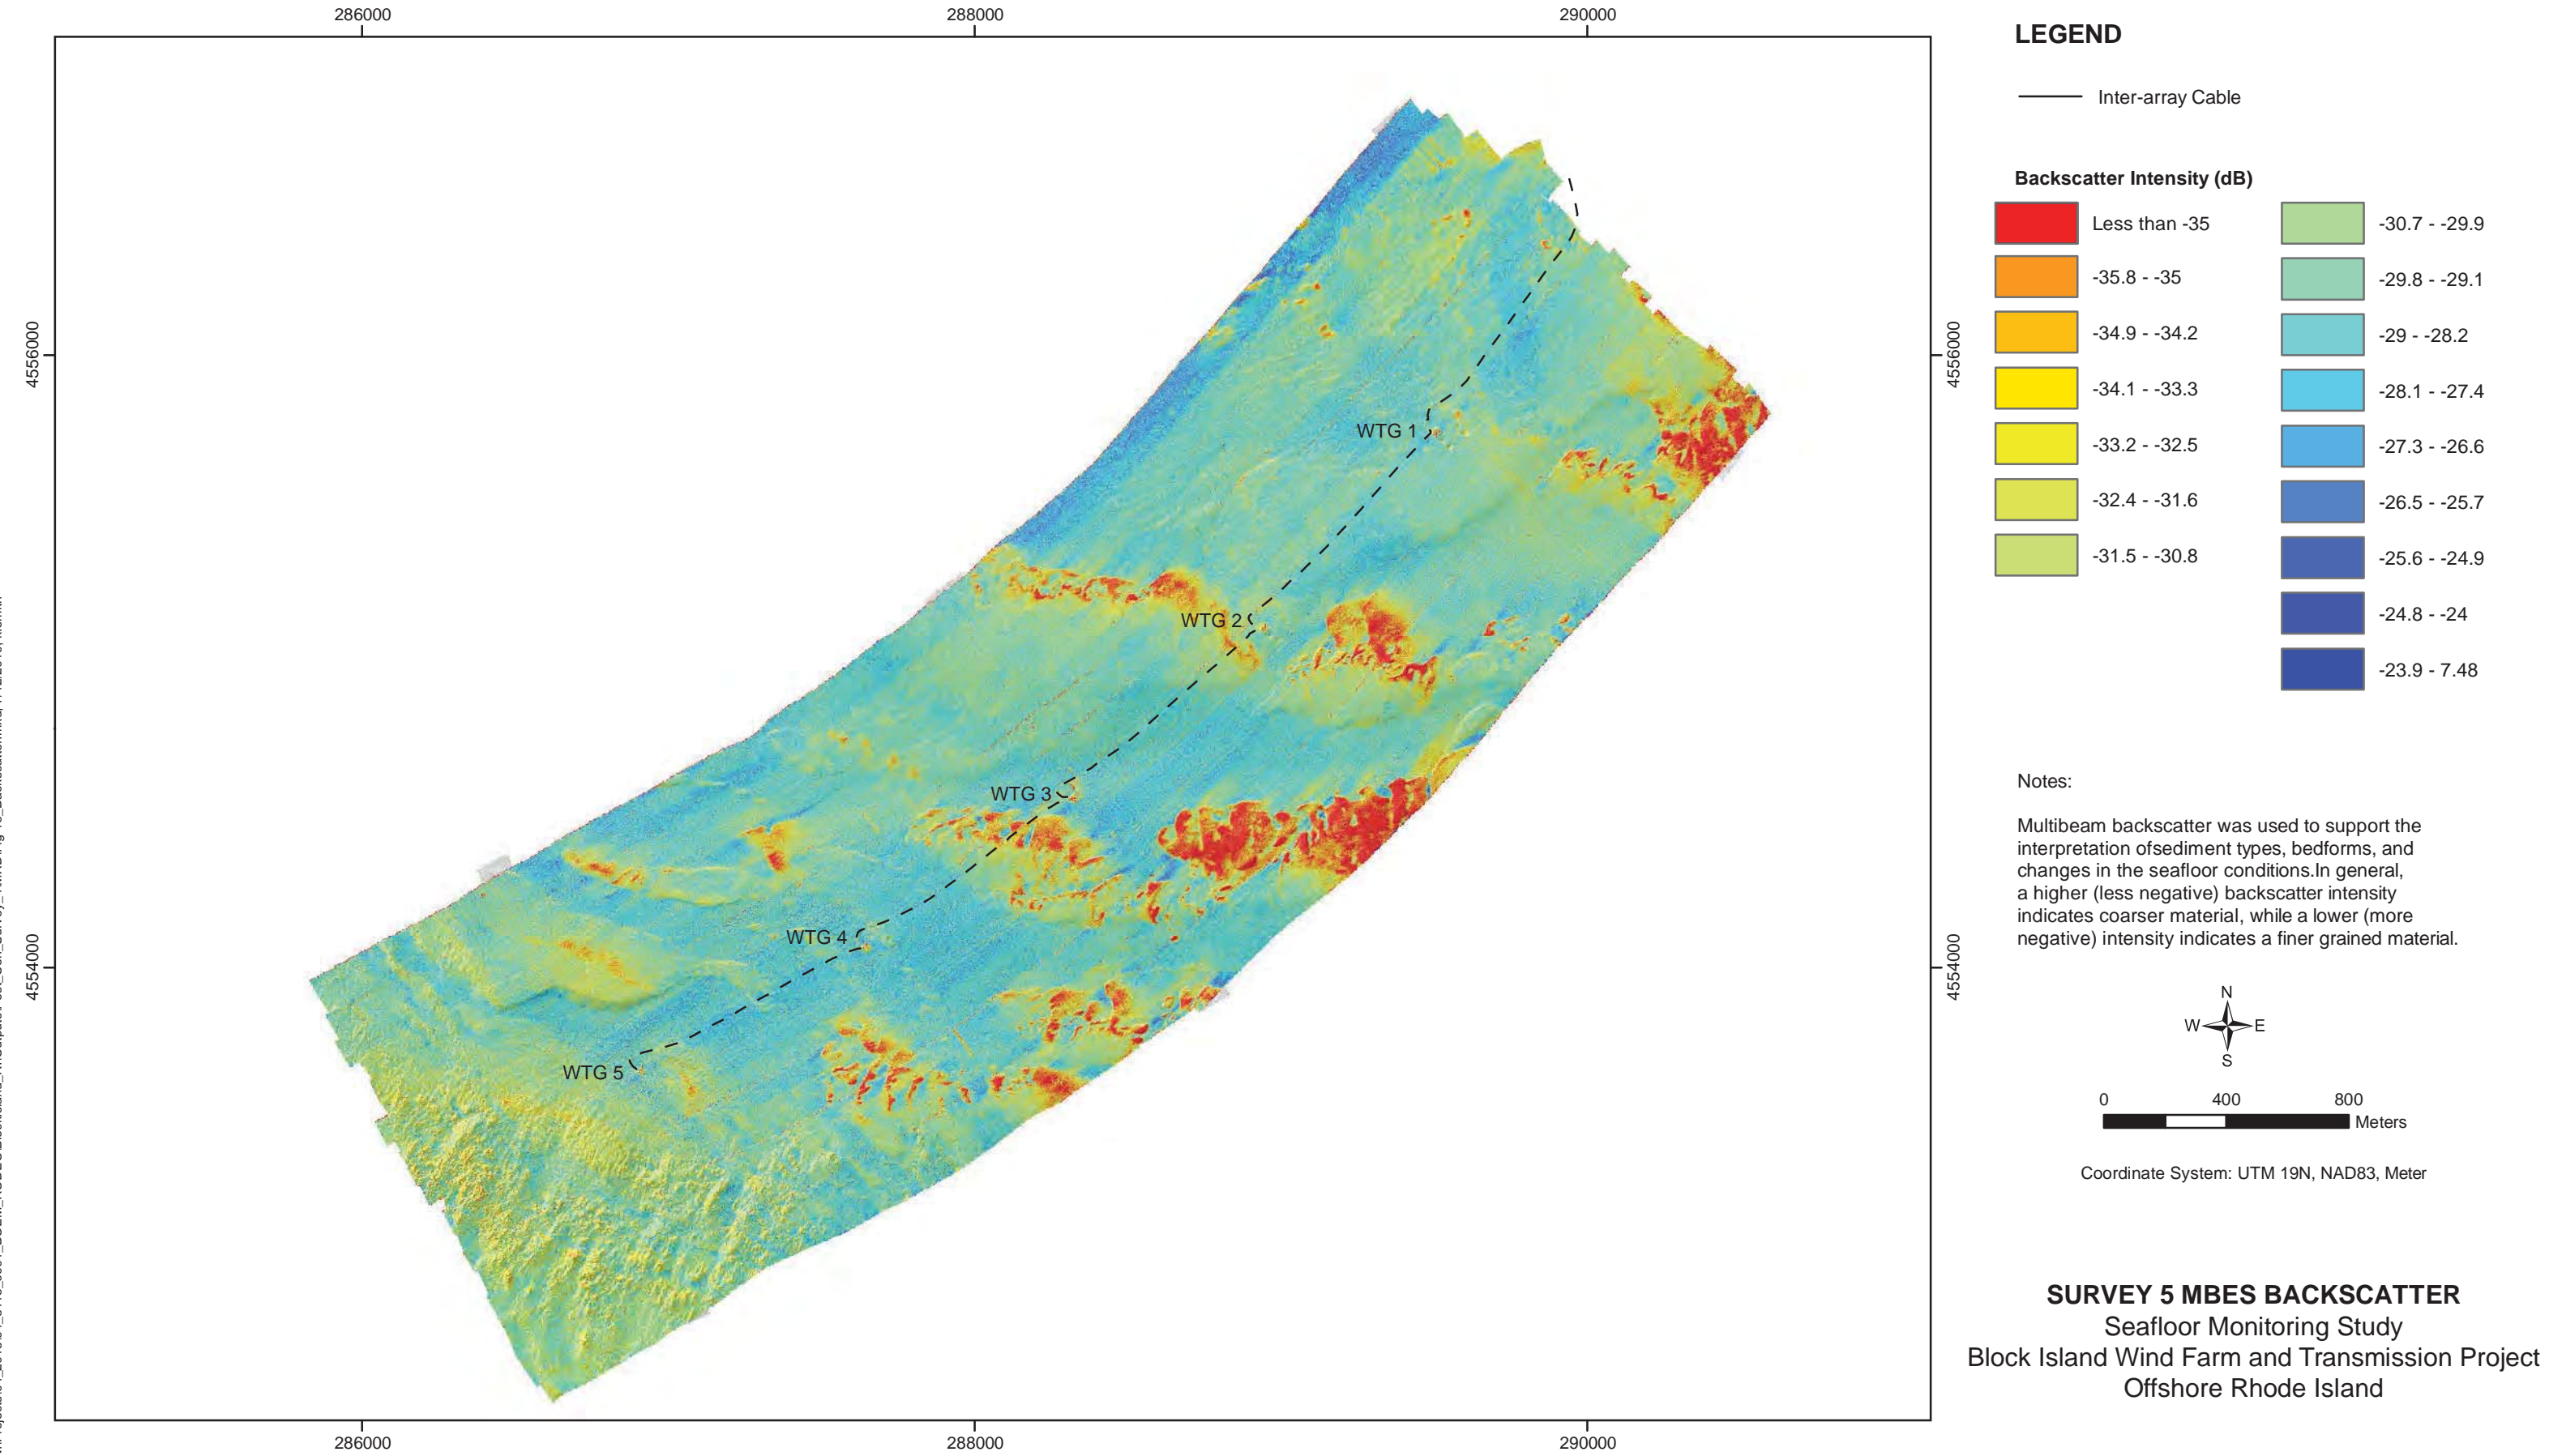 286000
288000
290000
4556000
4554000
4556000
4554000
WTG 1
WTG 2
WTG 3
WTG 4
WTG 5
286000
288000
290000
LEGEND
Inter-array Cable
Backscatter Intensity (dB)
Less than -35
-35.8 - -35
-34.9 - -34.2
-34.1 - -33.3
-33.2 - -32.5
-32.4 - -31.6
-31.5 - -30.8
-30.7 - -29.9
-29.8 - -29.1
-29 - -28.2
-28.1 - -27.4
-27.3 - -26.6
-26.5 - -25.7
-25.6 - -24.9
-24.8 - -24
-23.9 - 7.48
Notes:
Multibeam backscatter was used to support the
interpretation ofsediment types, bedforms, and
changes in the seafloor conditions.In general,
a higher (less negative) backscatter intensity
indicates coarser material, while a lower (more
negative) intensity indicates a finer grained material.
N
W E
S
0 400 800
Meters
Coordinate System: UTM 19N, NAD83, Meter
SURVEY 5 MBES BACKSCATTER
Seafloor Monitoring Study
Block Island Wind Farm and Transmission Project
Offshore Rhode Island